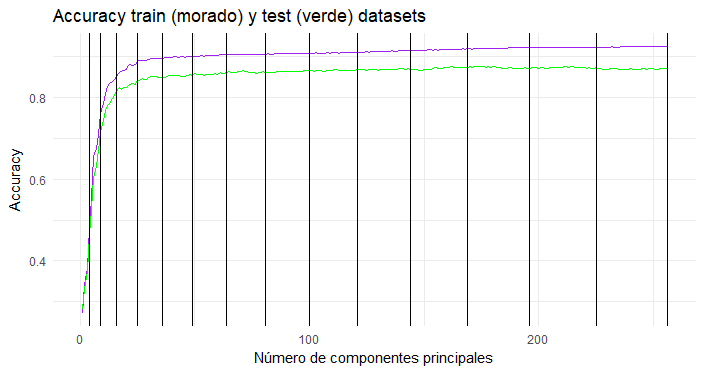 Accuracy train (morado) y test (verde) datasets
Accuracy
0.8
0.6
0.4
0
100
200
Número de componentes principales